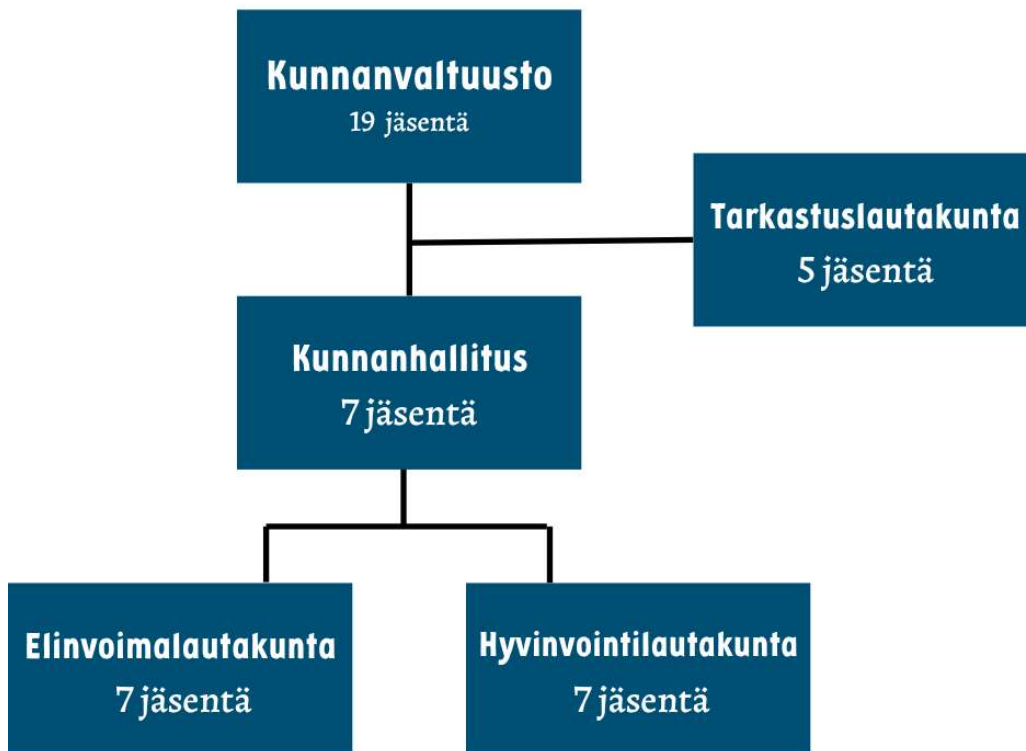 Kunnanvaltuusto
19 jäsentä
Tarkastuslautakunta
5 jäsentä
Kunnanhallitus
7 jäsentä
Elinvoimalautakunta
7 jäsentä
Hyvinvointilautakunta
7 jäsentä